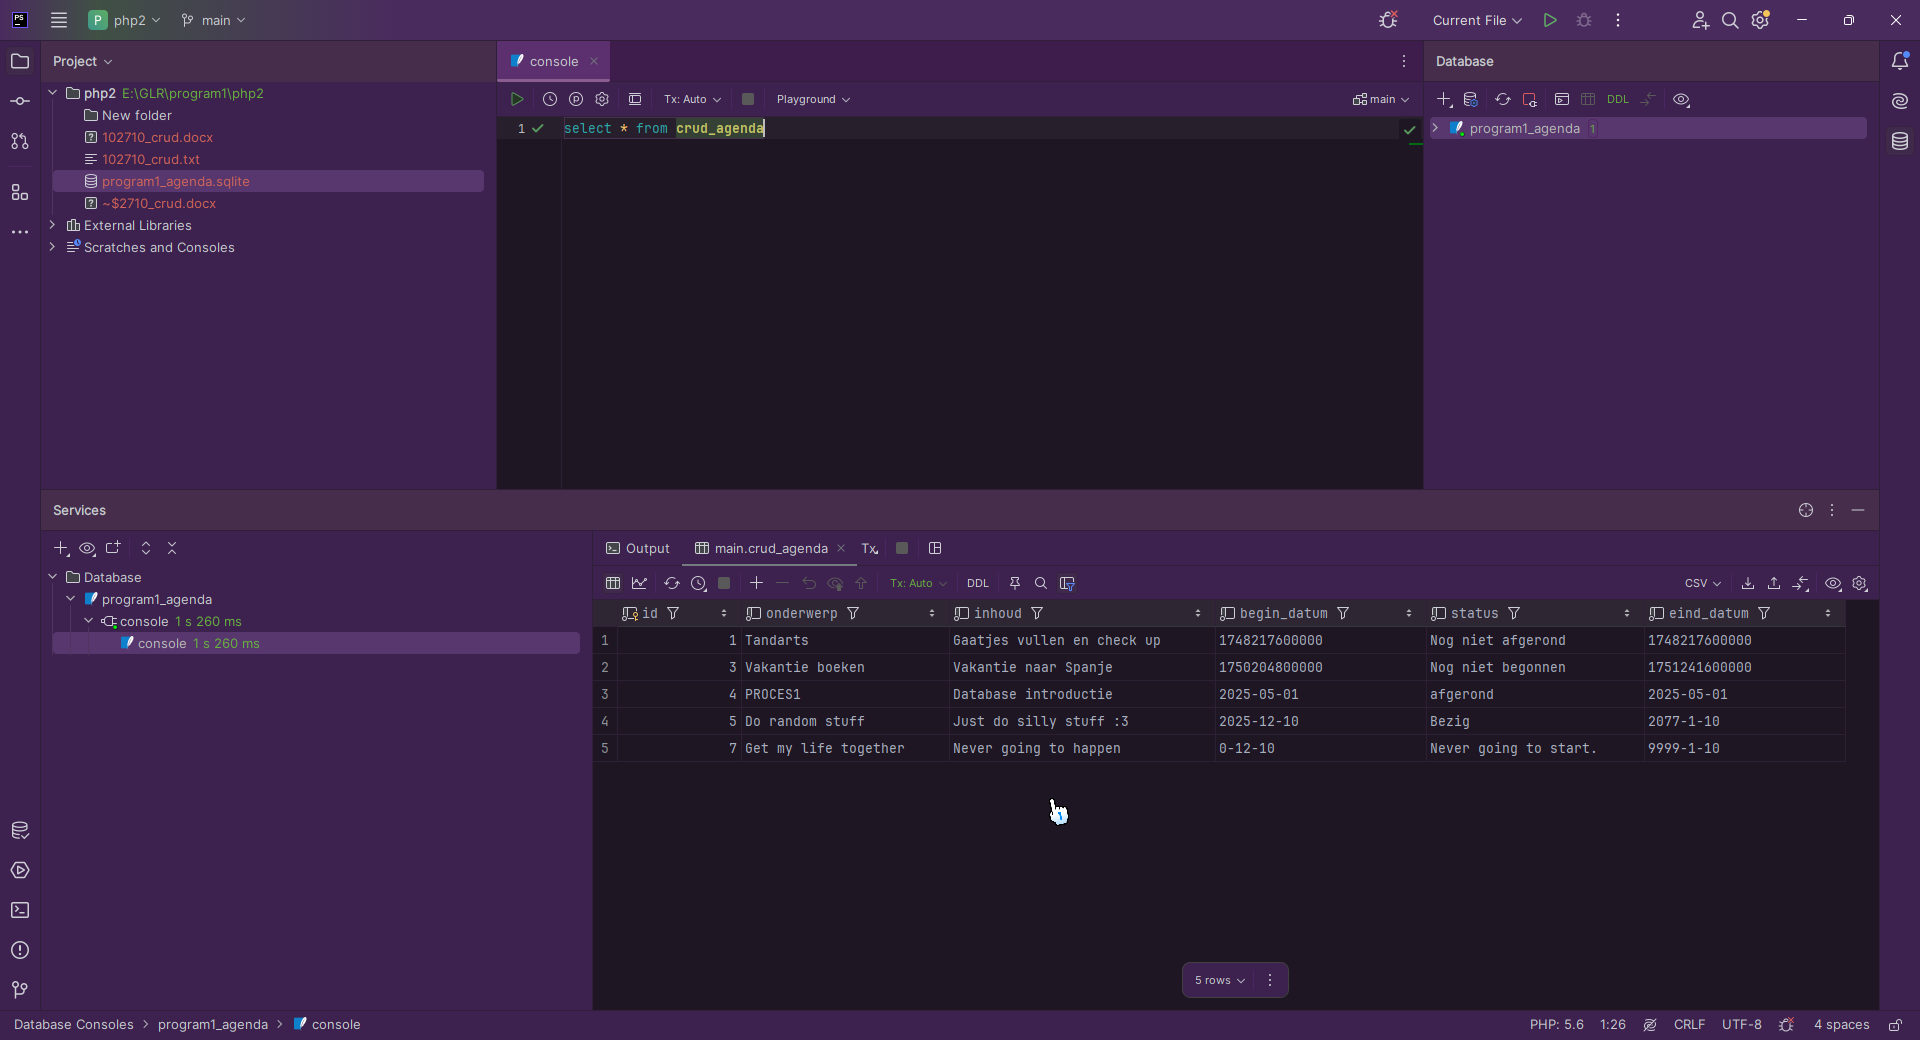 PS
P php2 main Current File
Project
php2 E:\GLR\program1\php2
New folder
102710_crud.docx
102710_crud.txt
program1_agenda.sqlite
~$2710_crud.docx
External Libraries
Scratches and Consoles
console
Tx: Auto Playground main
1 select * from crud_agenda
Database
DDL
program1_agenda 1
Services
Database
program1_agenda
console 1 s 260 ms
console 1 s 260 ms
Output main.crud_agenda Tx
Tx: Auto DDL CSV
id onderwerp inhoud begin_datum status eind_datum
1 1 Tandarts Gaatjes vullen en check up 1748217600000 Nog niet afgerond 1748217600000
2 3 Vakantie boeken Vakantie naar Spanje 1750204800000 Nog niet begonnen 1751241600000
3 4 PROCES1 Database introductie 2025-05-01 afgerond 2025-05-01
4 5 Do random stuff Just do silly stuff :3 2025-12-10 Bezig 2077-1-10
5 7 Get my life together Never going to happen 0-12-10 Never going to start. 9999-1-10
5 rows
Database Consoles > program1_agenda > console
PHP: 5.6 1:26 CRLF UTF-8 4 spaces